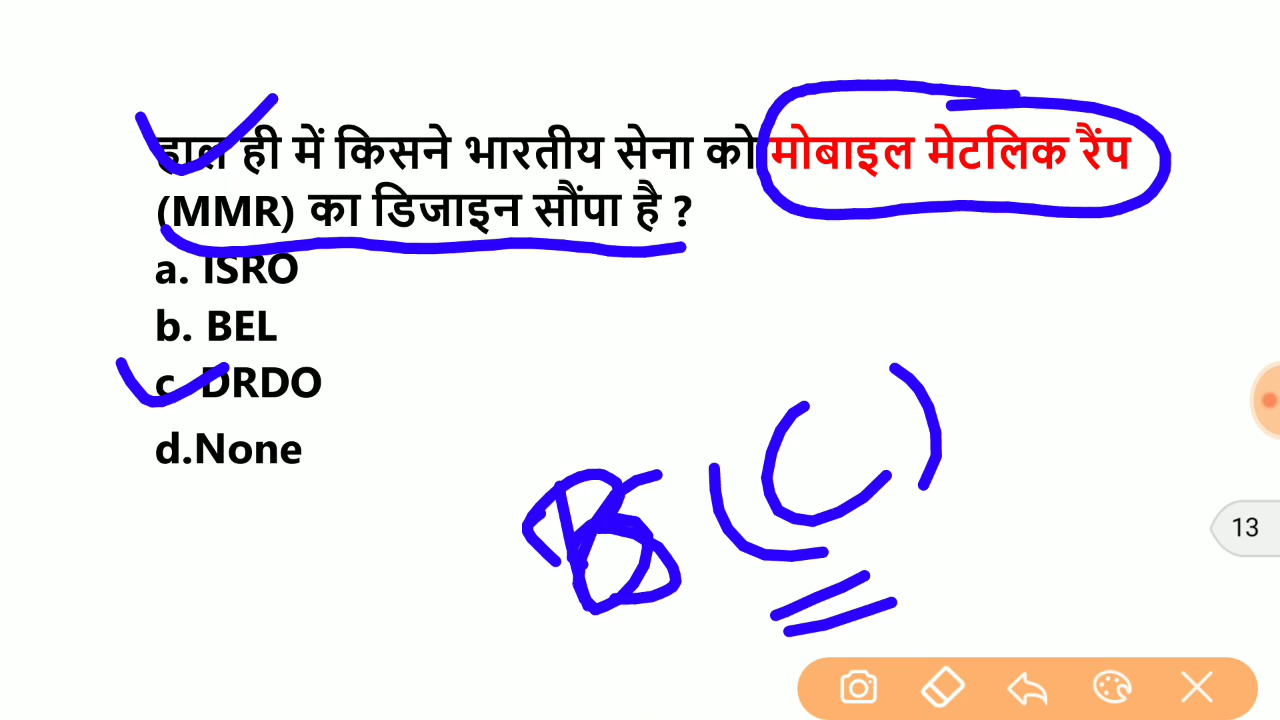 हाल ही में किसने भारतीय सेना को मोबाइल मेटलिक रैंप
(MMR) का डिजाइन सौंपा है ?
a. ISRO
b. BEL
c. DRDO
d.None
B (C)
13